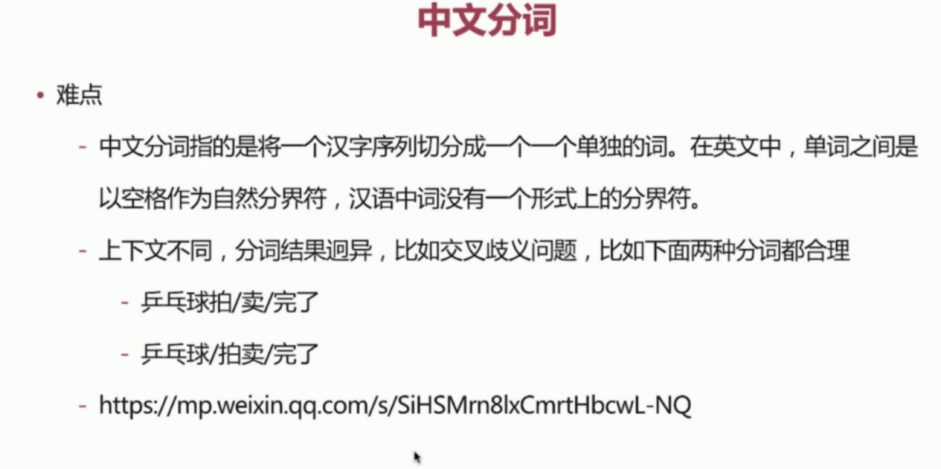 中文分词
• 难点
- 中文分词指的是将一个汉字序列切分成一个一个单独的词。在英文中，单词之间是
以空格作为自然分界符，汉语中词没有一个形式上的分界符。
- 上下文不同，分词结果迥异，比如交叉歧义问题，比如下面两种分词都合理
- 乒乓球拍/卖/完了
- 乒乓球/拍卖/完了
- https://mp.weixin.qq.com/s/SiHSMrn8lxCmrtHbcwL-NQ